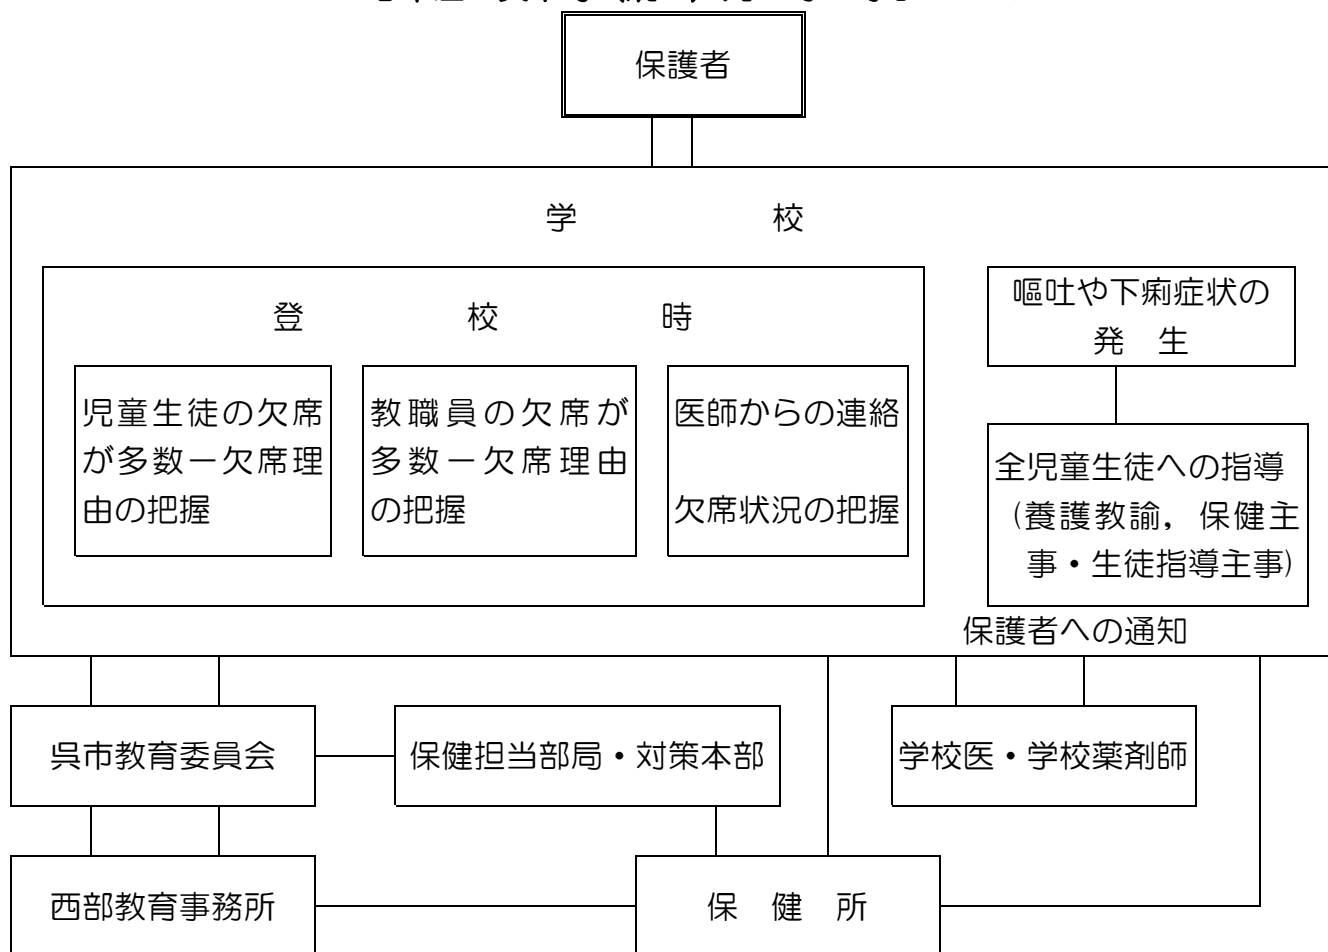 保護者
学　　校
登　　校　　時
嘔吐や下痢症状の
発　生
児童生徒の欠席
が多数－欠席理
由の把握
教職員の欠席が
多数－欠席理由
の把握
医師からの連絡
欠席状況の把握
全児童生徒への指導
(養護教諭，保健主
事・生徒指導主事)
保護者への通知
呉市教育委員会
保健担当部局・対策本部
学校医・学校薬剤師
西部教育事務所
保　健　所